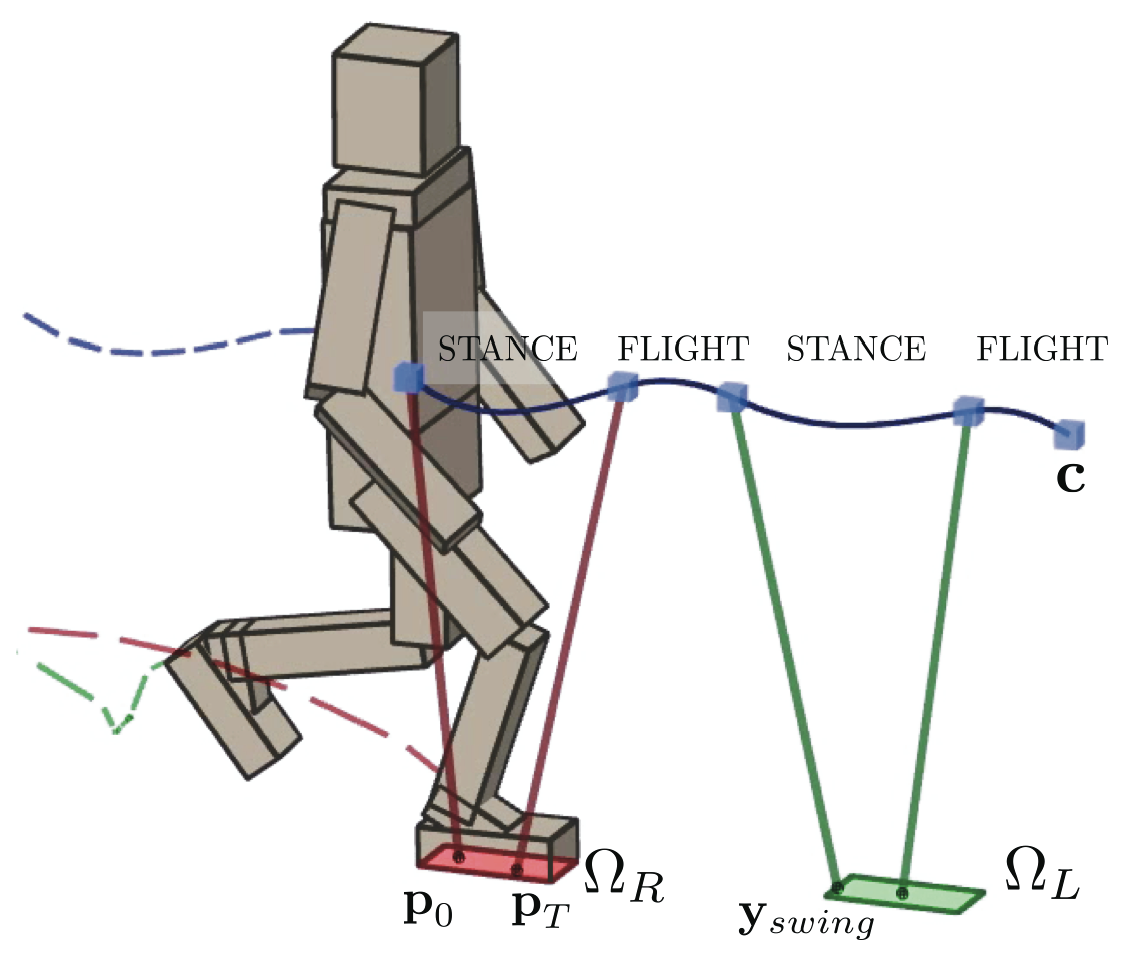 STANCE FLIGHT STANCE FLIGHT
c
Ω_R Ω_L
p_0 p_T y_swing